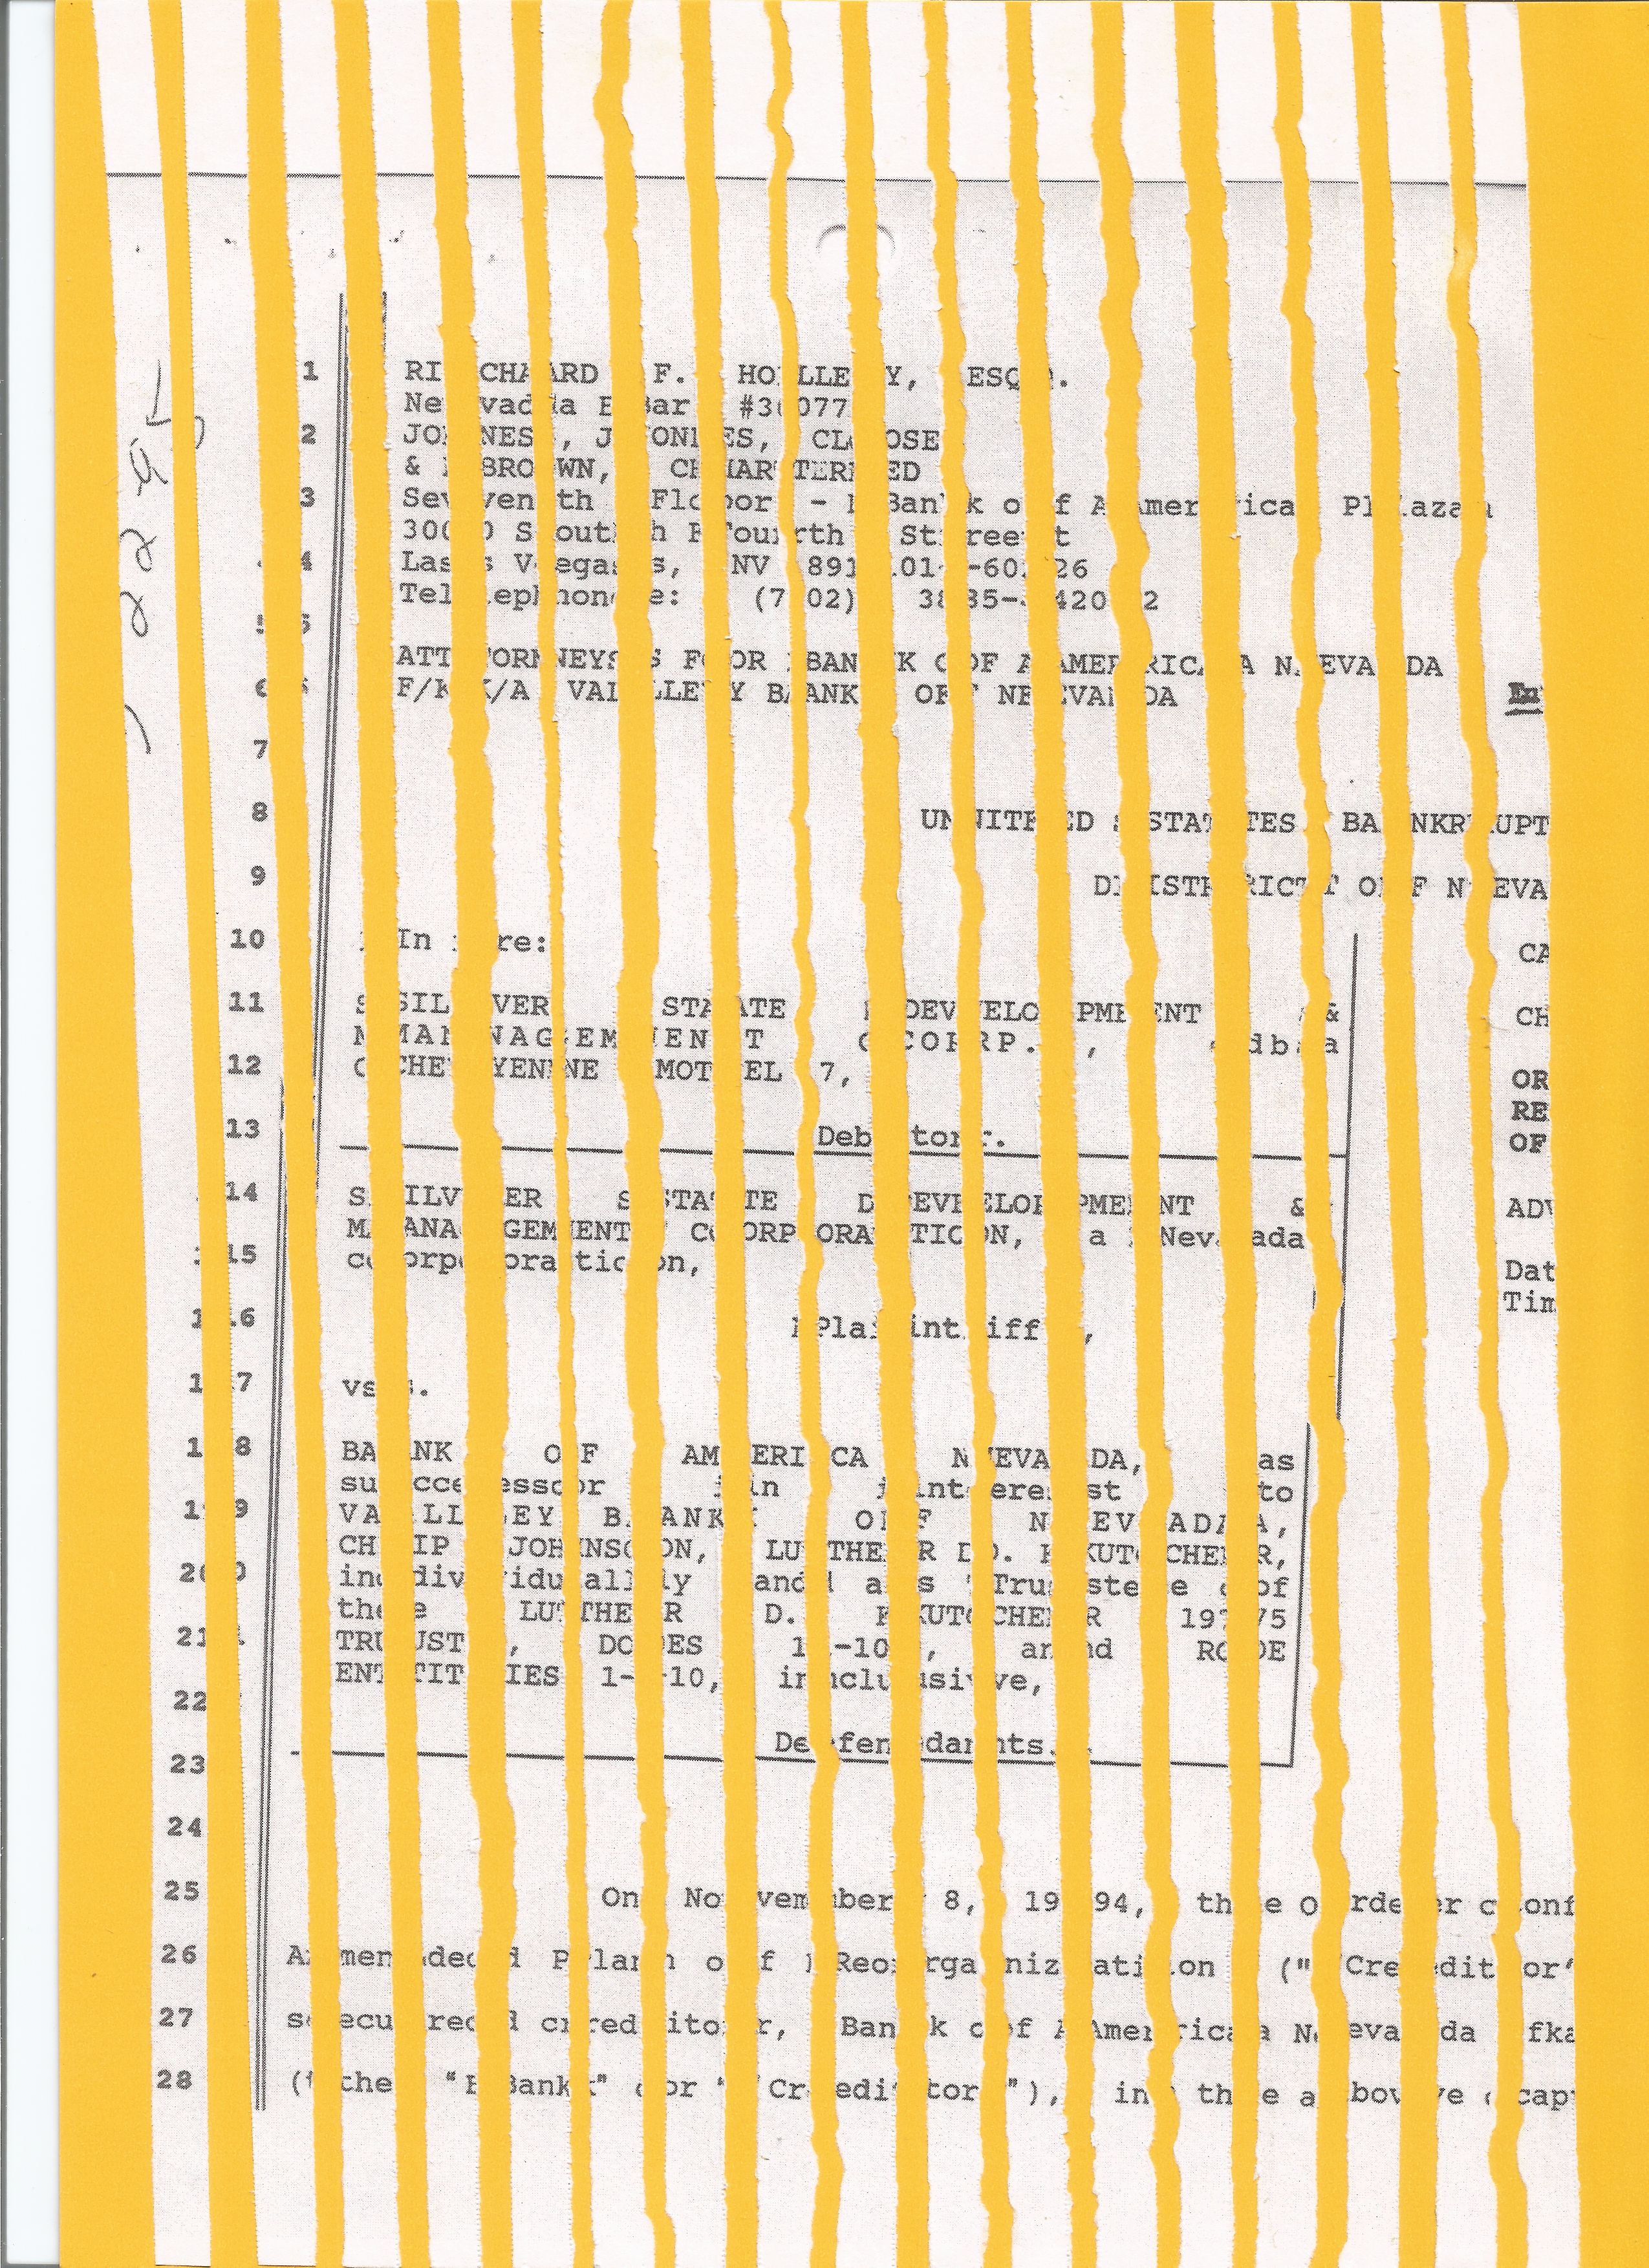 1 RICHARD F. HOLLEY, ESQ.
Nevada Bar #3077
2 JONES, JONES, CLOSE
& BROWN, CHARTERED
3 Seventh Floor - Bank of America Plaza
300 South Fourth Street
4 Las Vegas, NV 89101-6026
Telephone: (702) 385-4202
5
ATTORNEYS FOR BANK OF AMERICA NEVADA
6 F/K/A VALLEY BANK OF NEVADA
7
8 UNITED STATES BANKRUPT
9 DISTRICT OF NEVA
10 In re: CA
11 SILVER STATE DEVELOPMENT & CH
MANAGEMENT CORP., dba
12 CHEYENNE MOTEL 7, OR
RE
13 Debtor. OF
14 SILVER STATE DEVELOPMENT & ADV
MANAGEMENT CORPORATION, a Nevada
15 corporation, Dat
Tim
16 Plaintiff,
17 vs.
18 BANK OF AMERICA NEVADA, as
successor in interest to
19 VALLEY BANK OF NEVADA,
CHIP JOHNSON, LUTHER D. KUTCHER,
20 individually and as Trustee of
the LUTHER D. KUTCHER 1975
21 TRUST, DOES 1-10, and ROE
ENTITIES 1-10, inclusive,
22
Defendants.
23
24
25 On November 8, 1994, the Order conf
26 Amended Plan of Reorganization ("Creditor'
27 secured creditor, Bank of America Nevada fka
28 (the "Bank" or "Creditor"), in the above cap